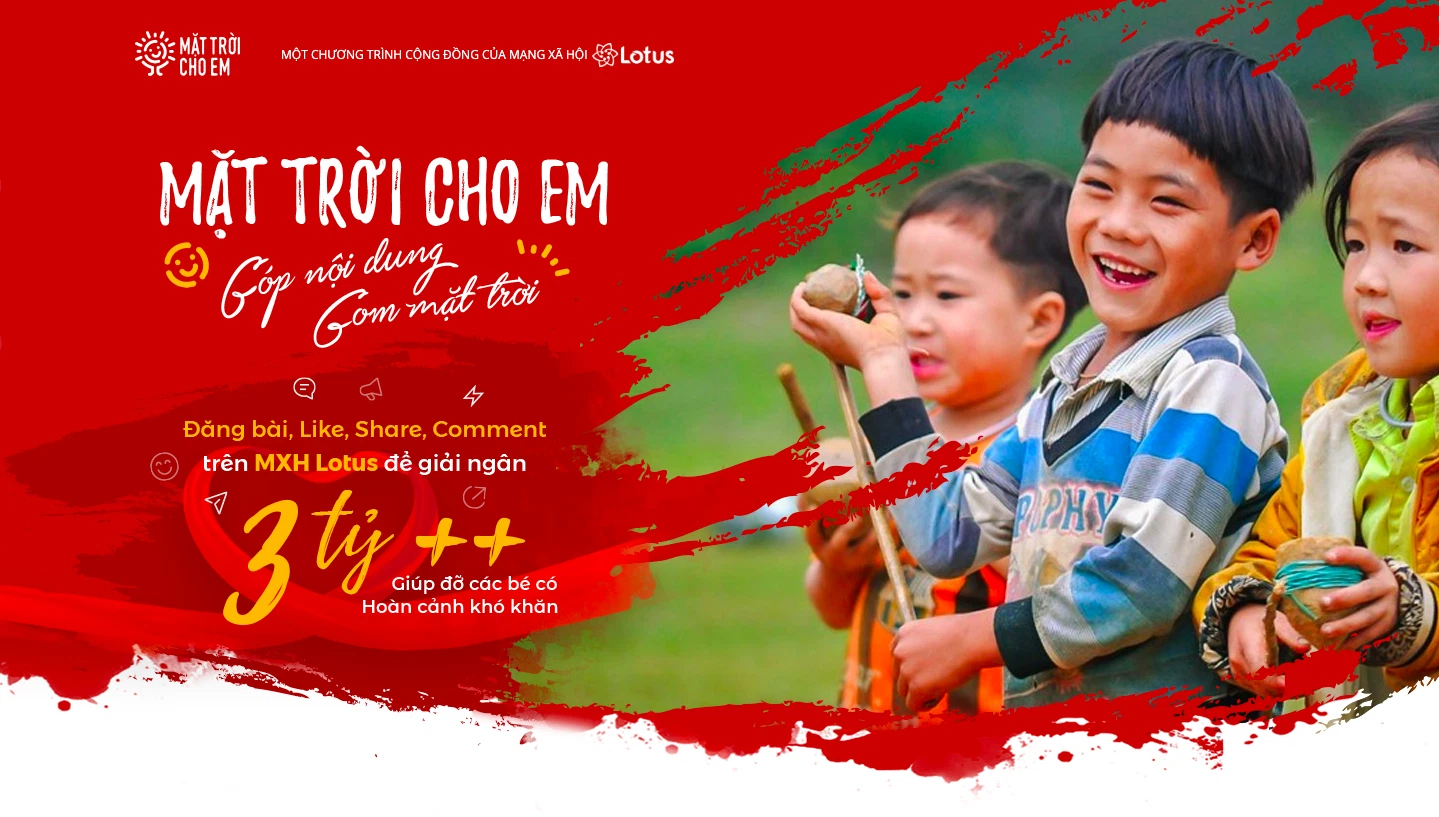 MẶT TRỜI
CHO EM
MỘT CHƯƠNG TRÌNH CỘNG ĐỒNG CỦA MẠNG XÃ HỘI Lotus
MẶT TRỜI CHO EM
Góp nội dung
Gom mặt trời
Đăng bài, Like, Share, Comment
trên MXH Lotus để giải ngân
3 tỷ ++
Giúp đỡ các bé có
Hoàn cảnh khó khăn